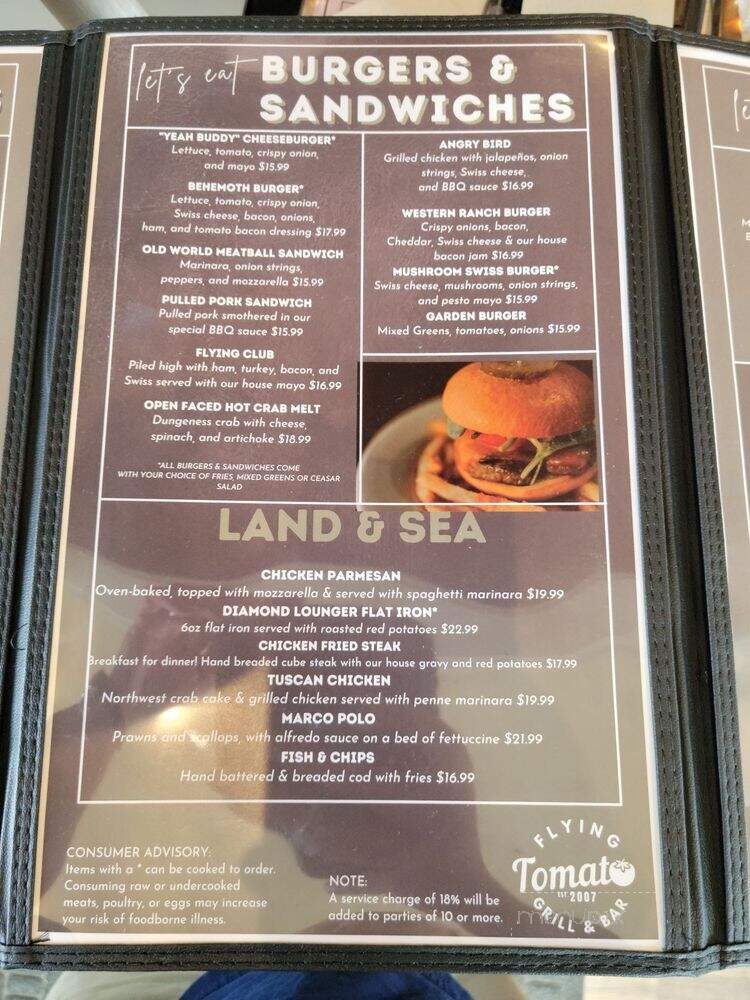 let's eat BURGERS &
SANDWICHES
"YEAH BUDDY" CHEESEBURGER*
Lettuce, tomato, crispy onion,
and mayo $15.99
BEHEMOTH BURGER*
Lettuce, tomato, crispy onion,
Swiss cheese, bacon, onions,
ham, and tomato bacon dressing $17.99
OLD WORLD MEATBALL SANDWICH
Marinara, onion strings,
peppers, and mozzarella $15.99
PULLED PORK SANDWICH
Pulled pork smothered in our
special BBQ sauce $15.99
FLYING CLUB
Piled high with ham, turkey, bacon, and
Swiss served with our house mayo $16.99
OPEN FACED HOT CRAB MELT
Dungeness crab with cheese,
spinach, and artichoke $18.99
*ALL BURGERS & SANDWICHES COME
WITH YOUR CHOICE OF FRIES, MIXED GREENS OR CEASAR
SALAD
ANGRY BIRD
Grilled chicken with jalapeños, onion
strings, Swiss cheese,
and BBQ sauce $16.99
WESTERN RANCH BURGER
Crispy onions, bacon,
Cheddar, Swiss cheese & our house
bacon jam $16.99
MUSHROOM SWISS BURGER*
Swiss cheese, mushrooms, onion strings,
and pesto mayo $15.99
GARDEN BURGER
Mixed Greens, tomatoes, onions $15.99
LAND & SEA
CHICKEN PARMESAN
Oven-baked, topped with mozzarella & served with spaghetti marinara $19.99
DIAMOND LOUNGER FLAT IRON*
6oz flat iron served with roasted red potatoes $22.99
CHICKEN FRIED STEAK
Breakfast for dinner! Hand breaded cube steak with our house gravy and red potatoes $17.99
TUSCAN CHICKEN
Northwest crab cake & grilled chicken served with penne marinara $19.99
MARCO POLO
Prawns and scallops, with alfredo sauce on a bed of fettuccine $21.99
FISH & CHIPS
Hand battered & breaded cod with fries $16.99
CONSUMER ADVISORY:
Items with a * can be cooked to order.
Consuming raw or undercooked
meats, poultry, or eggs may increase
your risk of foodborne illness.
NOTE:
A service charge of 18% will be
added to parties of 10 or more.
FLYING
Tomato
EST 2007
GRILL & BAR